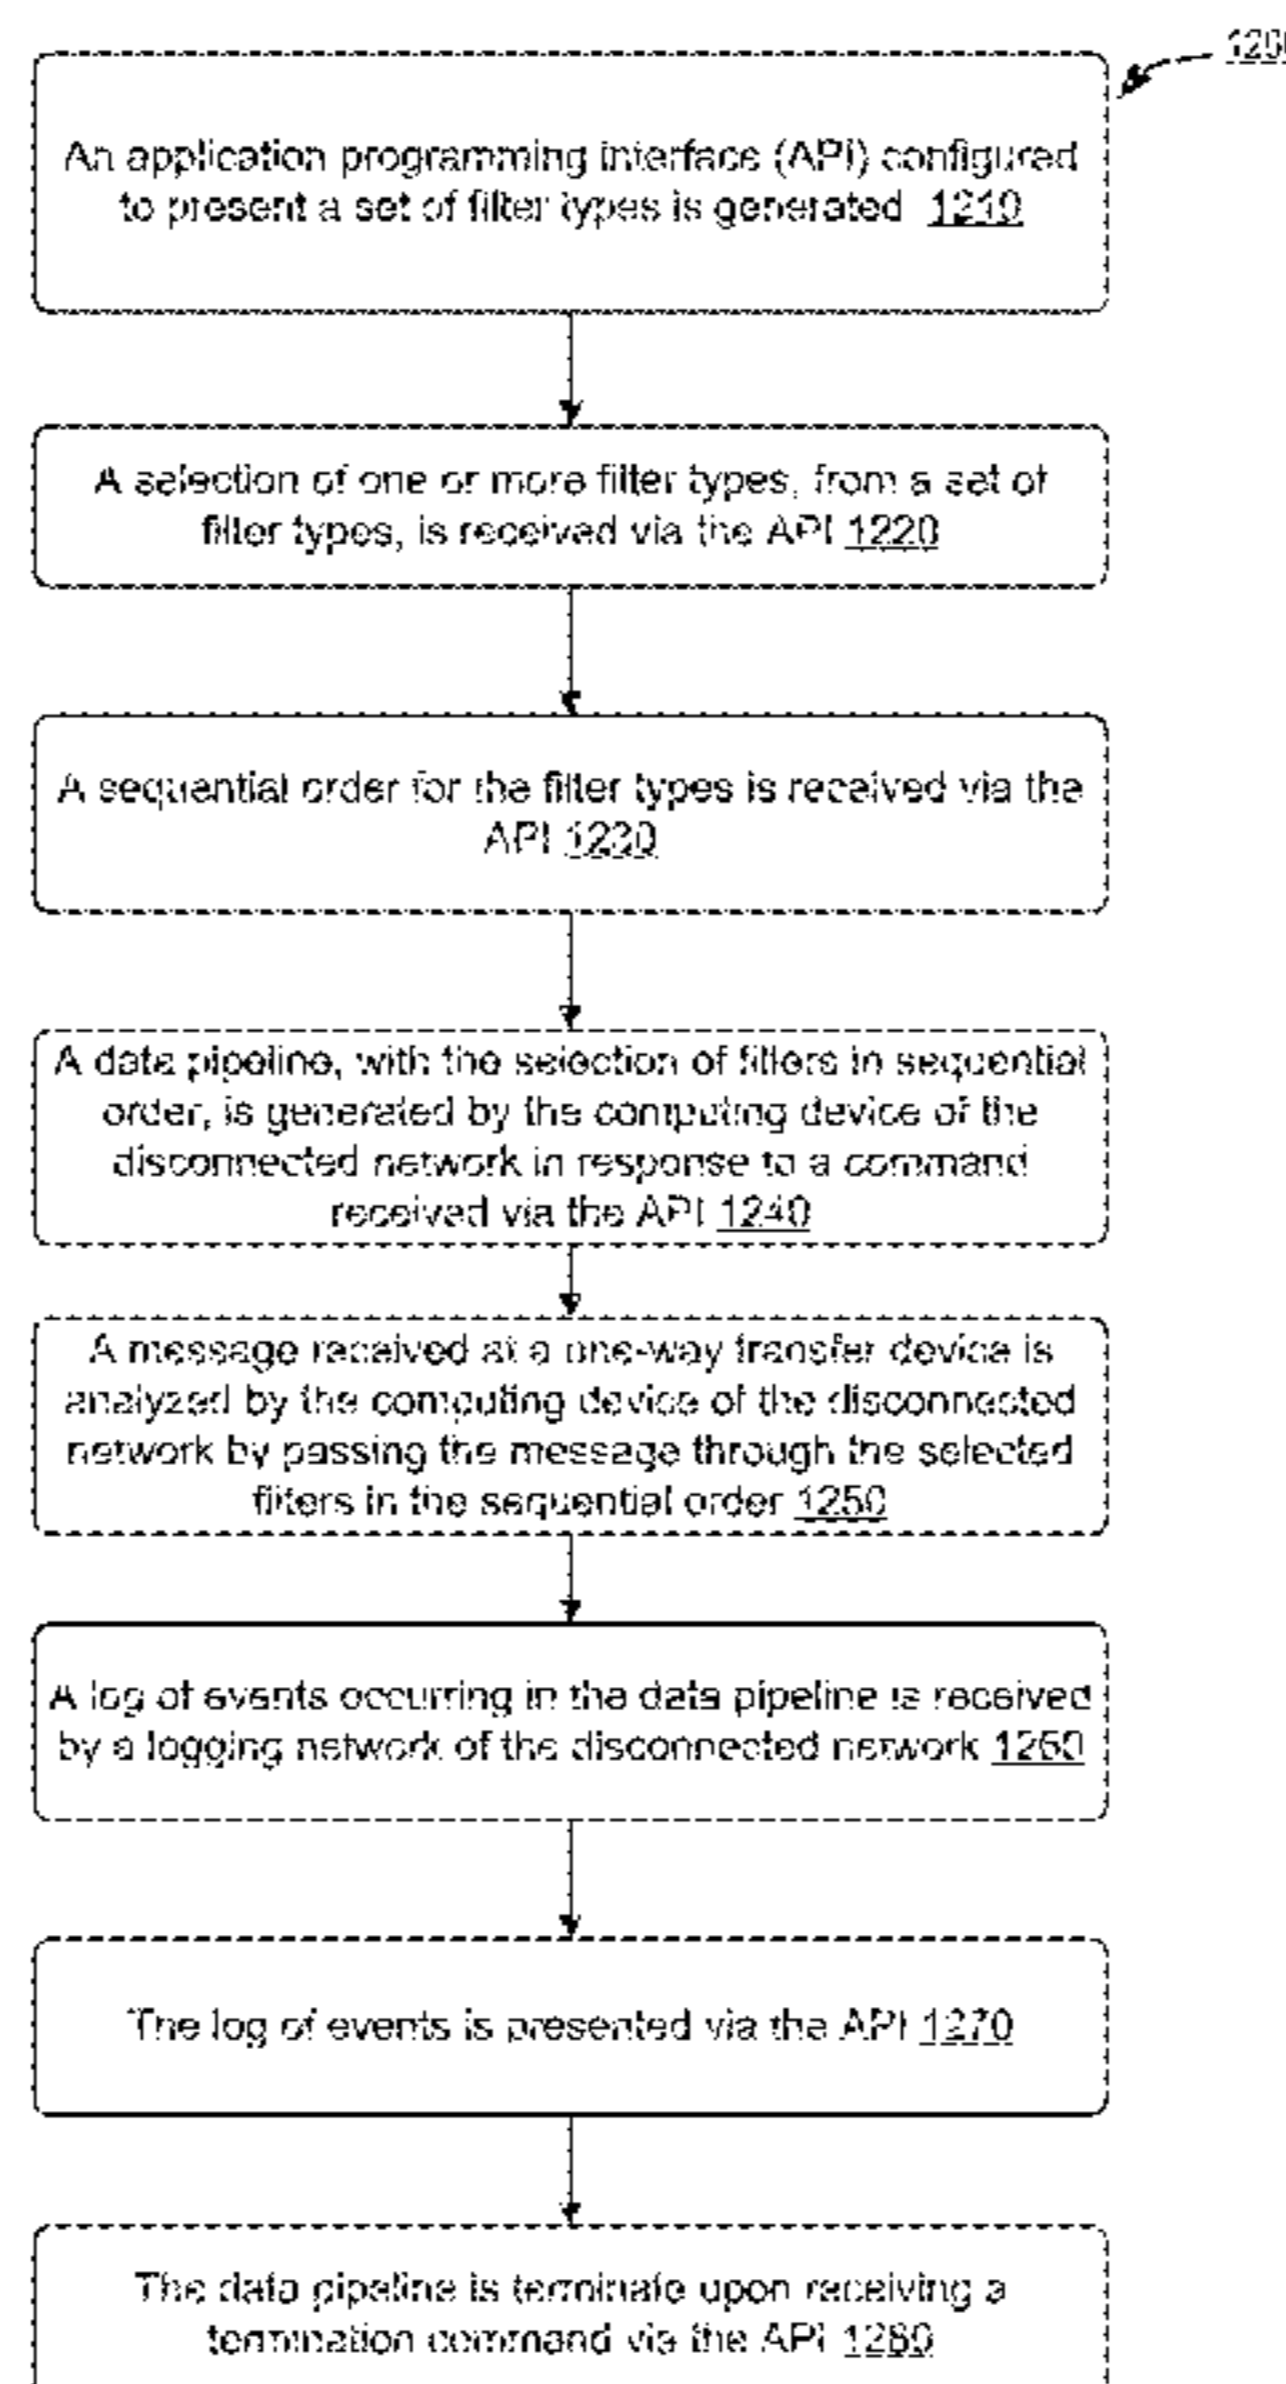 1200
An application programming interface (API) configured
to present a set of filter types is generated 1210
A selection of one or more filter types, from a set of
filter types, is received via the API 1220
A sequential order for the filter types is received via the
API 1230
A data pipeline, with the selection of filters in sequential
order, is generated by the computing device of the
disconnected network in response to a command
received via the API 1240
A message received at a one-way transfer device is
analyzed by the computing device of the disconnected
network by passing the message through the selected
filters in the sequential order 1250
A log of events occurring in the data pipeline is received
by a logging network of the disconnected network 1260
The log of events is presented via the API 1270
The data pipeline is terminate upon receiving a
termination command via the API 1280